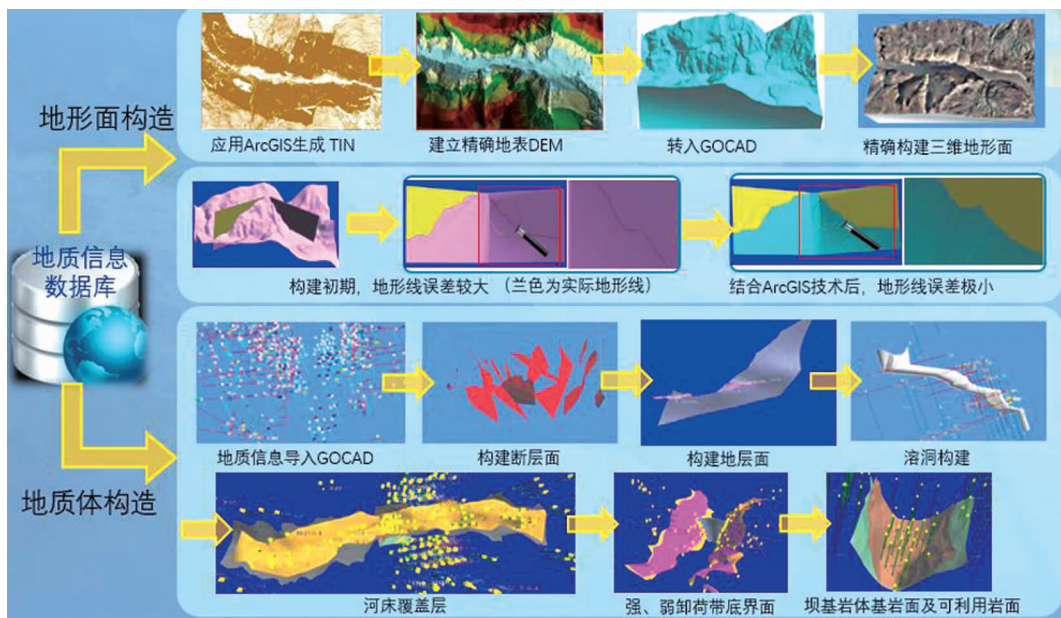 地形面构造
应用ArcGIS生成 TIN
建立精确地表DEM
转入GOCAD
精确构建三维地形面
构建初期，地形线误差较大 （兰色为实际地形线）
结合ArcGIS技术后，地形线误差极小
地质信息
数据库
地质信息导入GOCAD
构建断层面
构建地层面
溶洞构建
地质体构造
河床覆盖层
强、弱卸荷带底界面
坝基岩体基岩面及可利用岩面